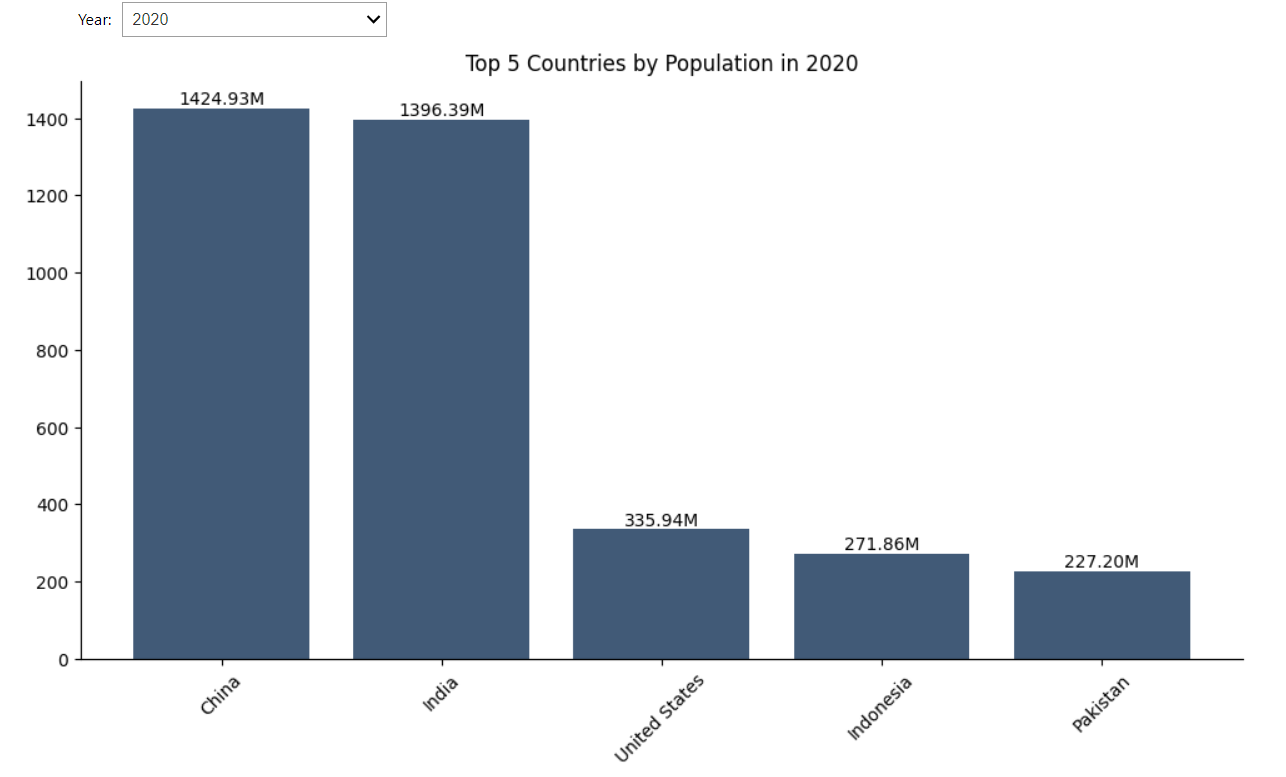 Year: 2020
Top 5 Countries by Population in 2020
1424.93M
1396.39M
335.94M
271.86M
227.20M
1400
1200
1000
800
600
400
200
0
China
India
United States
Indonesia
Pakistan